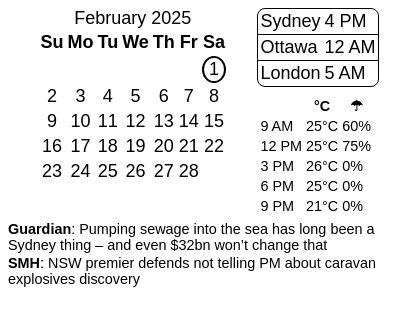 February 2025
Su Mo Tu We Th Fr Sa
1
2 3 4 5 6 7 8
9 10 11 12 13 14 15
16 17 18 19 20 21 22
23 24 25 26 27 28
Sydney 4 PM
Ottawa 12 AM
London 5 AM
°C ☂
9 AM 25°C 60%
12 PM 25°C 75%
3 PM 26°C 0%
6 PM 25°C 0%
9 PM 21°C 0%
Guardian: Pumping sewage into the sea has long been a
Sydney thing – and even $32bn won’t change that
SMH: NSW premier defends not telling PM about caravan
explosives discovery